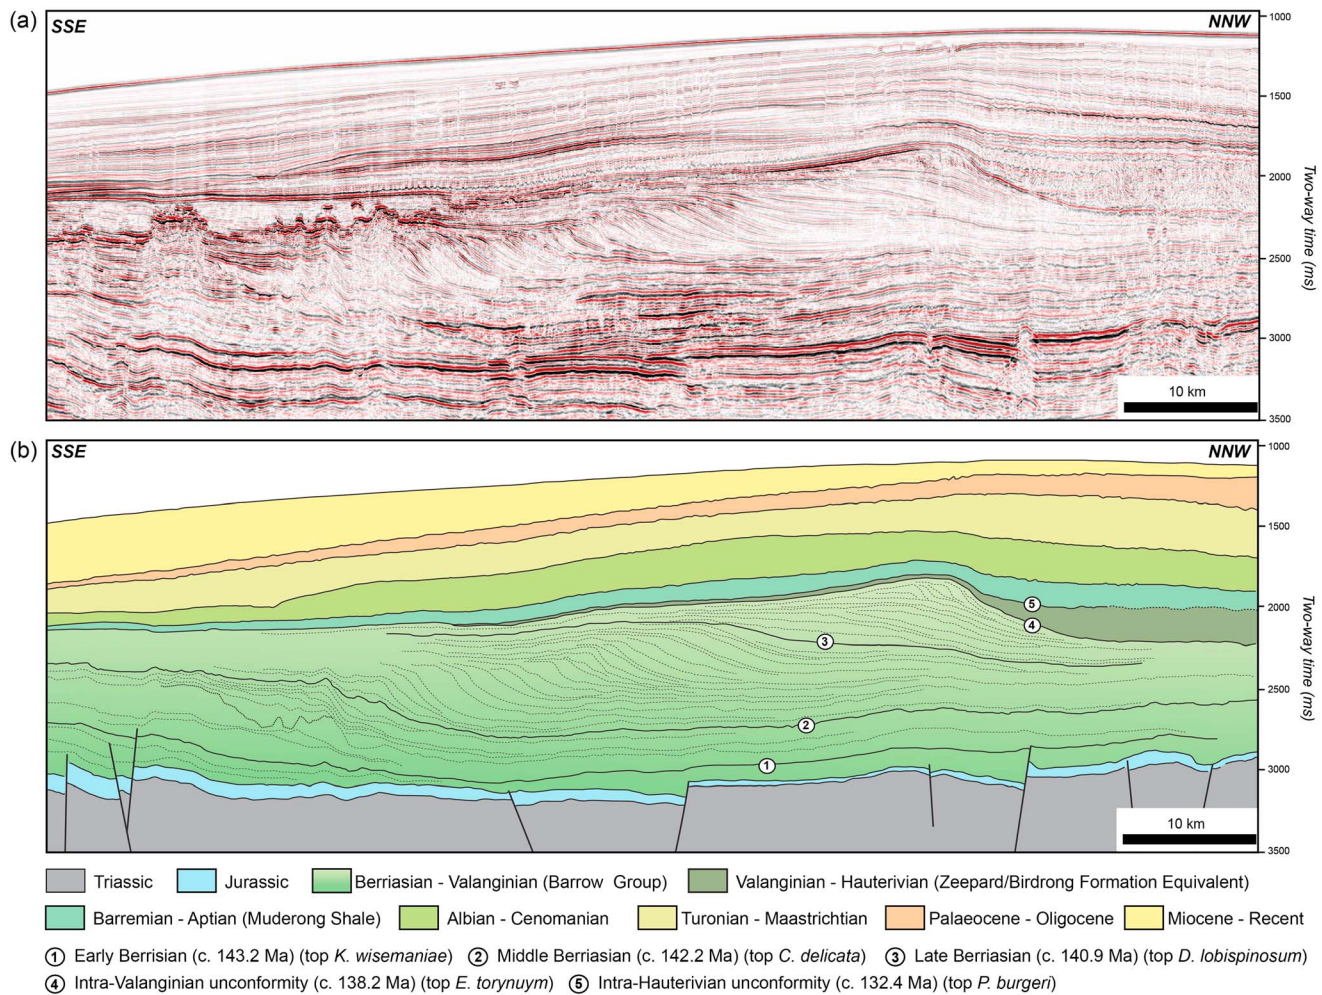 (a)
SSE
NNW
1000
1500
2000
2500
3000
3500
Two-way time (ms)
10 km
(b)
SSE
NNW
1000
1500
2000
2500
3000
3500
Two-way time (ms)
5
4
3
2
1
10 km
Triassic
Jurassic
Berriasian - Valanginian (Barrow Group)
Valanginian - Hauterivian (Zeepard/Birdrong Formation Equivalent)
Barremian - Aptian (Muderong Shale)
Albian - Cenomanian
Turonian - Maastrichtian
Palaeocene - Oligocene
Miocene - Recent
1 Early Berrisian (c. 143.2 Ma) (top K. wisemaniae)
2 Middle Berriasian (c. 142.2 Ma) (top C. delicata)
3 Late Berriasian (c. 140.9 Ma) (top D. lobispinosum)
4 Intra-Valanginian unconformity (c. 138.2 Ma) (top E. torynuym)
5 Intra-Hauterivian unconformity (c. 132.4 Ma) (top P. burgeri)